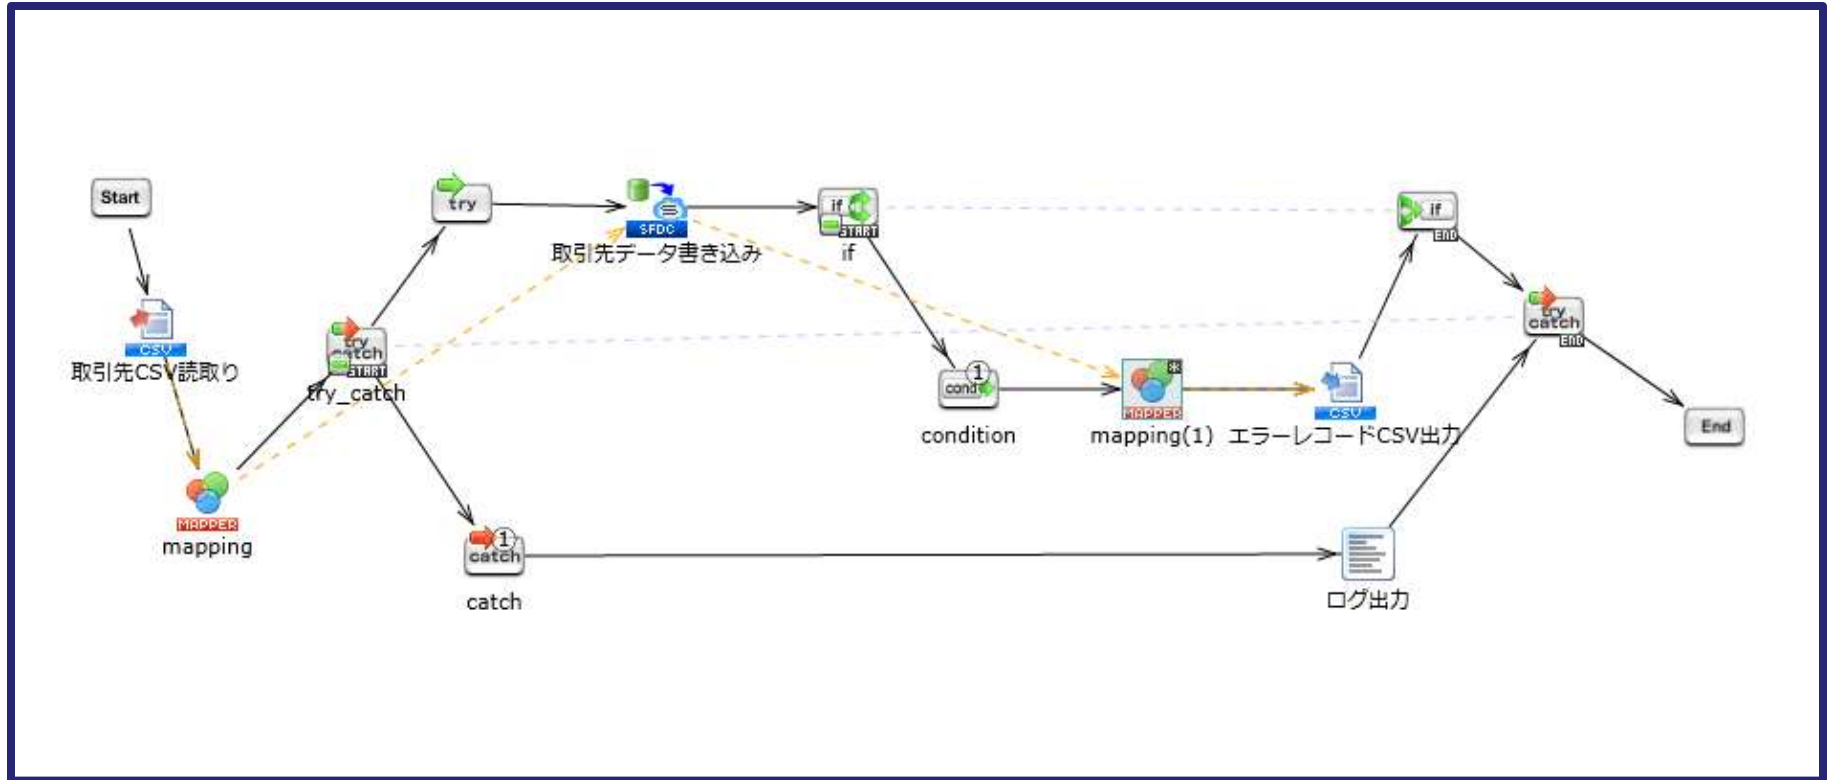 Start
CSV
取引先CSV読取り
MAPPER
mapping
try
catch
START
try_catch
try
SFDC
取引先データ書き込み
if
START
if
1
cond
condition
MAPPER
mapping(1)
CSV
エラーレコードCSV出力
if
END
try
catch
END
End
1
catch
catch
ログ出力